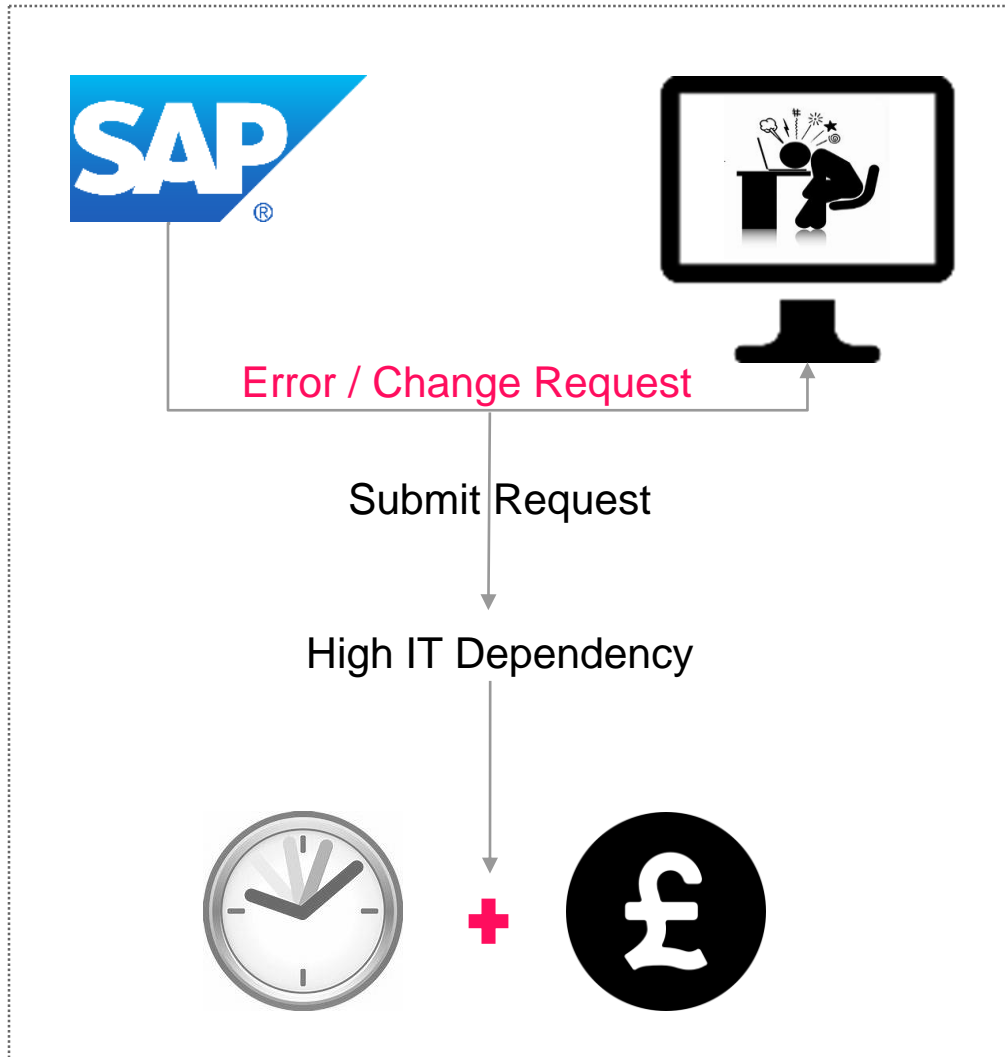 SAP
®
Error / Change Request
Submit Request
High IT Dependency
£